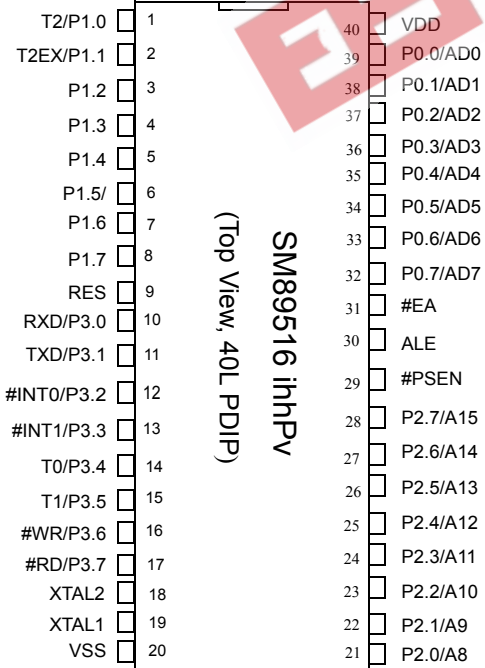 T2/P1.0 1
T2EX/P1.1 2
P1.2 3
P1.3 4
P1.4 5
P1.5/ 6
P1.6 7
P1.7 8
RES 9
RXD/P3.0 10
TXD/P3.1 11
#INT0/P3.2 12
#INT1/P3.3 13
T0/P3.4 14
T1/P3.5 15
#WR/P3.6 16
#RD/P3.7 17
XTAL2 18
XTAL1 19
VSS 20
SM89516 ihhPv
(Top View, 40L PDIP)
40 VDD
39 P0.0/AD0
38 P0.1/AD1
37 P0.2/AD2
36 P0.3/AD3
35 P0.4/AD4
34 P0.5/AD5
33 P0.6/AD6
32 P0.7/AD7
31 #EA
30 ALE
29 #PSEN
28 P2.7/A15
27 P2.6/A14
26 P2.5/A13
25 P2.4/A12
24 P2.3/A11
23 P2.2/A10
22 P2.1/A9
21 P2.0/A8